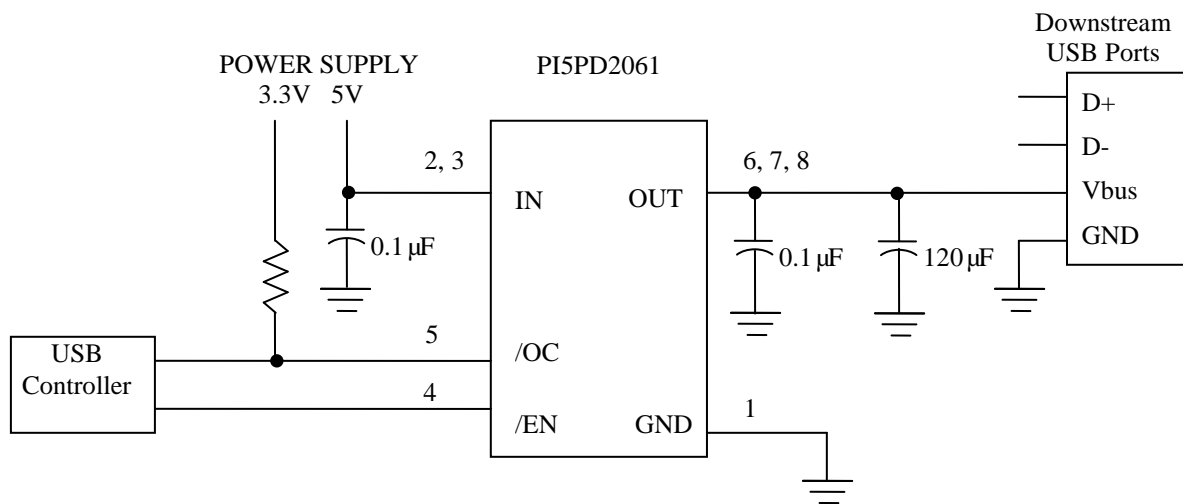 Downstream
USB Ports
POWER SUPPLY
3.3V 5V
PI5PD2061
D+
D-
Vbus
GND
2, 3
IN
OUT
6, 7, 8
0.1 µF
0.1 µF
120 µF
USB
Controller
5
/OC
4
/EN
GND
1